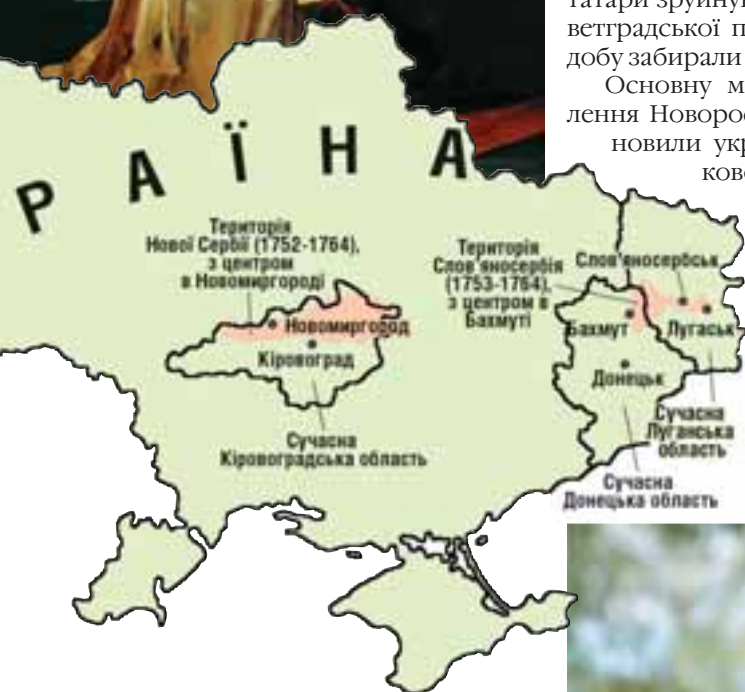 татари зруйну
ветградської п
добу забирали
Основну м
лення Новорос
новили укр
ков
РАЇНА
Територія
Нової Сербії (1752-1764),
з центром
в Новомиргороді
Новомиргород
Кіровоград
Сучасна
Кіровоградська область
Територія
Слов'яносербія
(1753-1764),
з центром в
Бахмуті
Слов'яносербськ
Бахмут
Лугаськ
Донецьк
Сучасна
Луганська
область
Сучасна
Донецька область